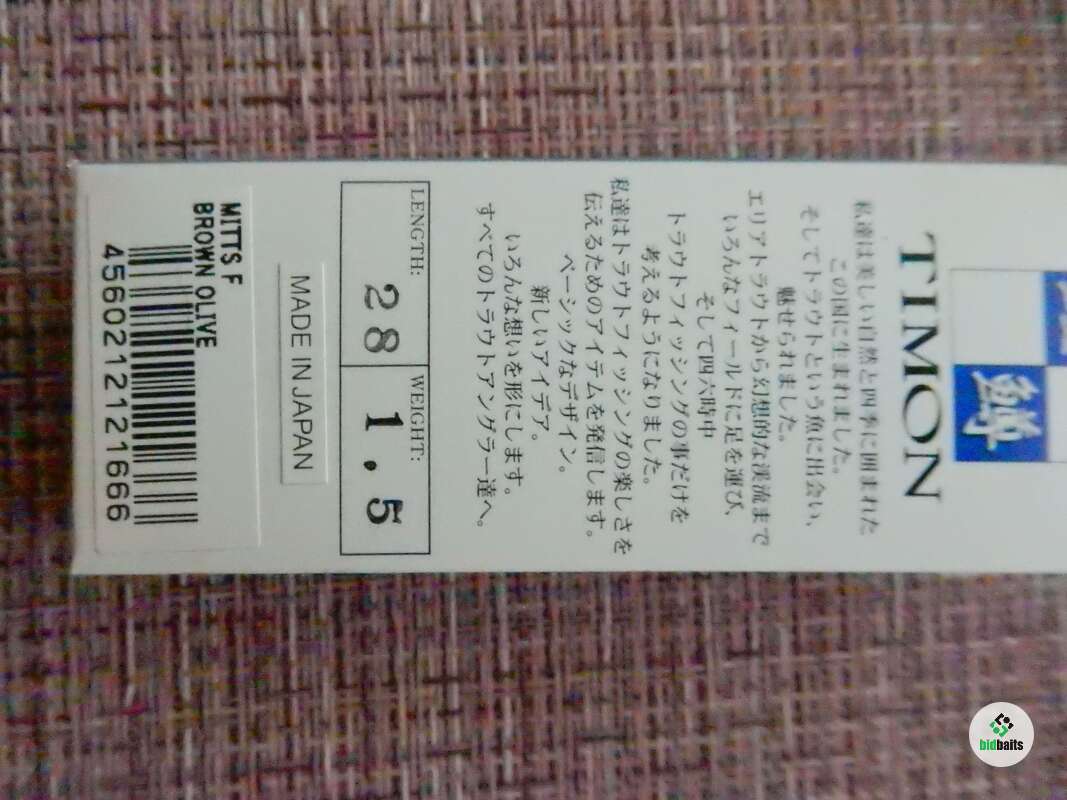 鱒
TIMON
私達は美しい自然と四季に囲まれた
この国に生まれました。
そしてトラウトという魚に出会い、
魅せられました。
エリアトラウトから幻想的な渓流まで
いろんなフィールドに足を運び、
そして四六時中
トラウトフィッシングの事だけを
考えるようになりました。
私達はトラウトフィッシングの楽しさを
伝えるためのアイテムを発信します。
ベーシックなデザイン。
新しいアイデア。
いろんな想いを形にします。
すべてのトラウトアングラー達へ。
LENGTH: 28 WEIGHT: 1.5
MADE IN JAPAN
MITTS F
BROWN OLIVE
4560212121666
bidbaits